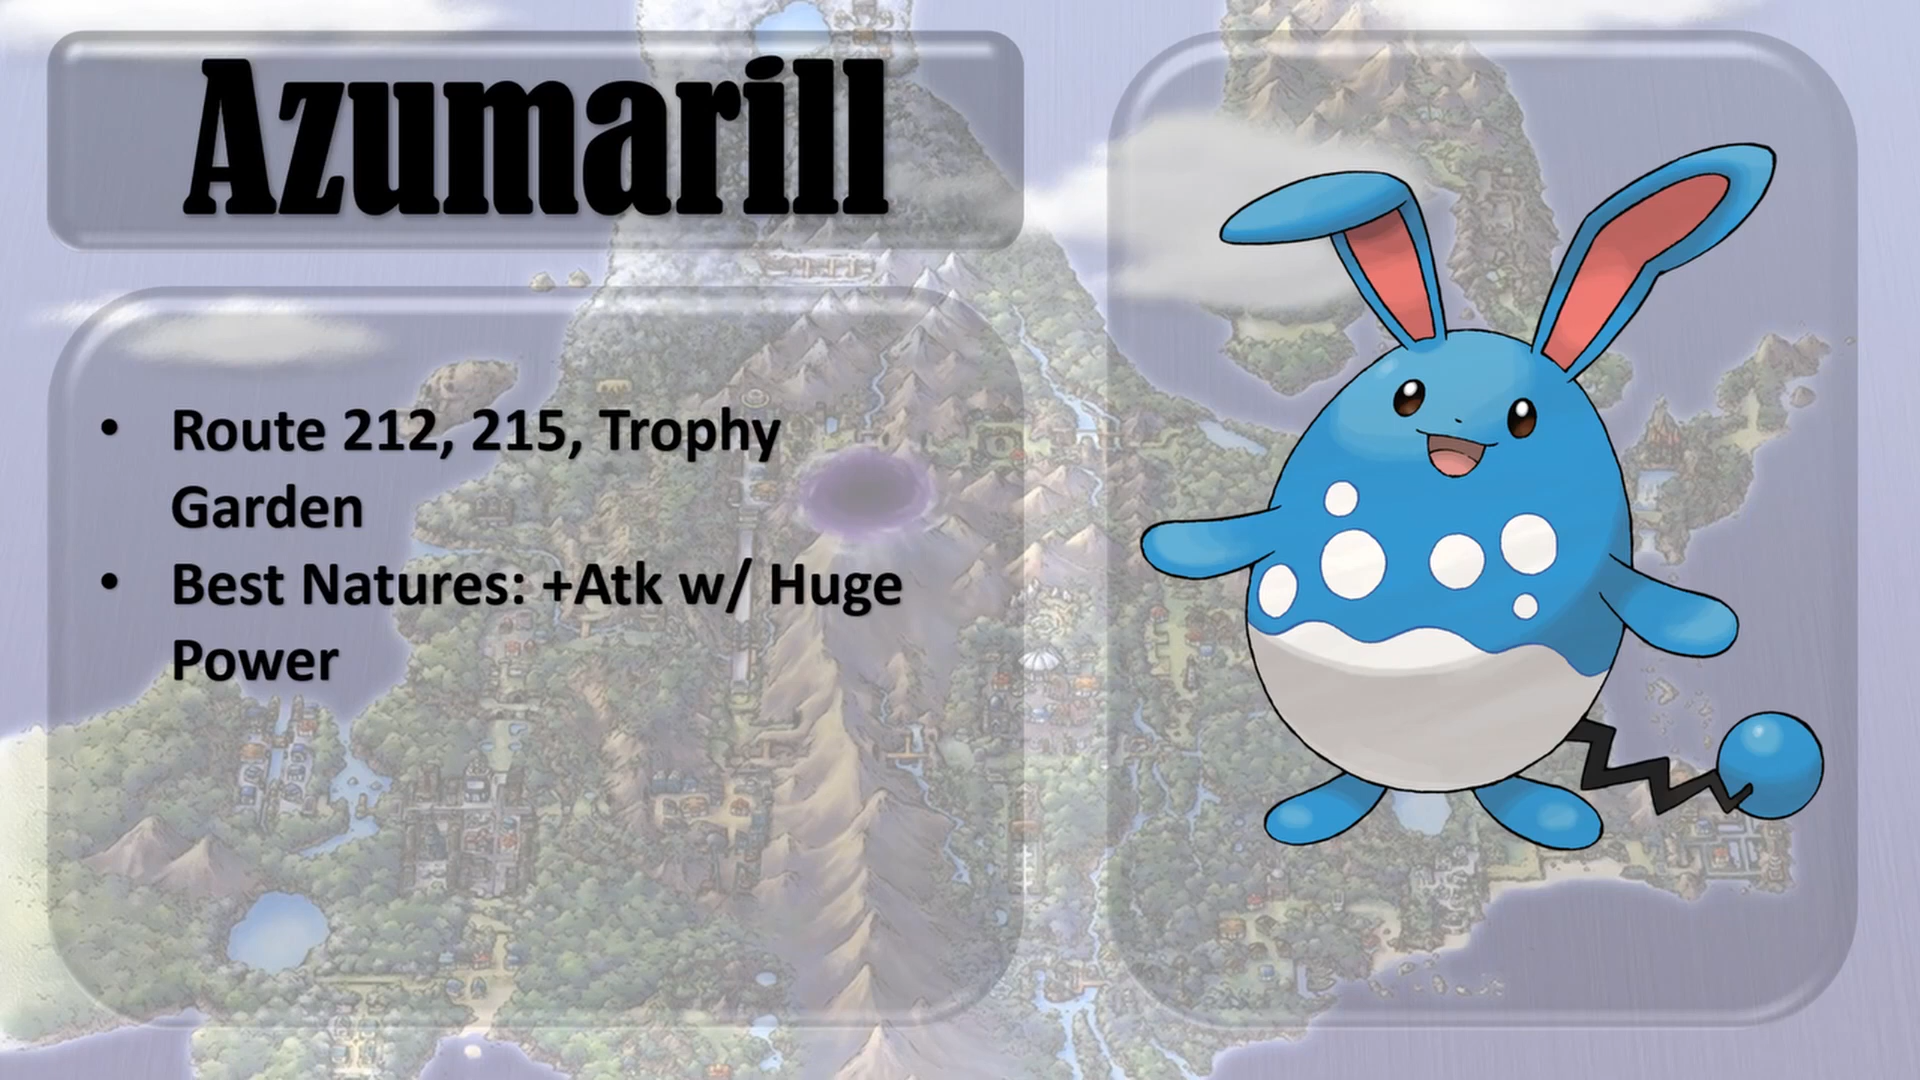 Azumarill
• Route 212, 215, Trophy
Garden
• Best Natures: +Atk w/ Huge
Power